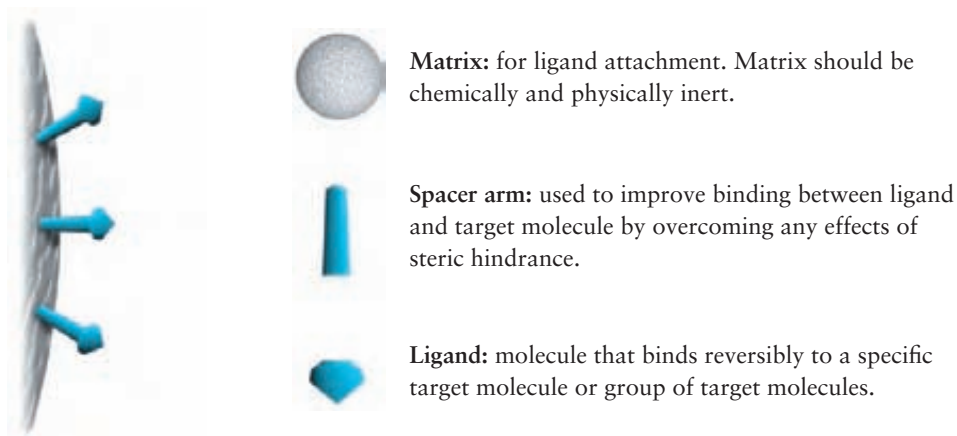 Matrix: for ligand attachment. Matrix should be
chemically and physically inert.
Spacer arm: used to improve binding between ligand
and target molecule by overcoming any effects of
steric hindrance.
Ligand: molecule that binds reversibly to a specific
target molecule or group of target molecules.